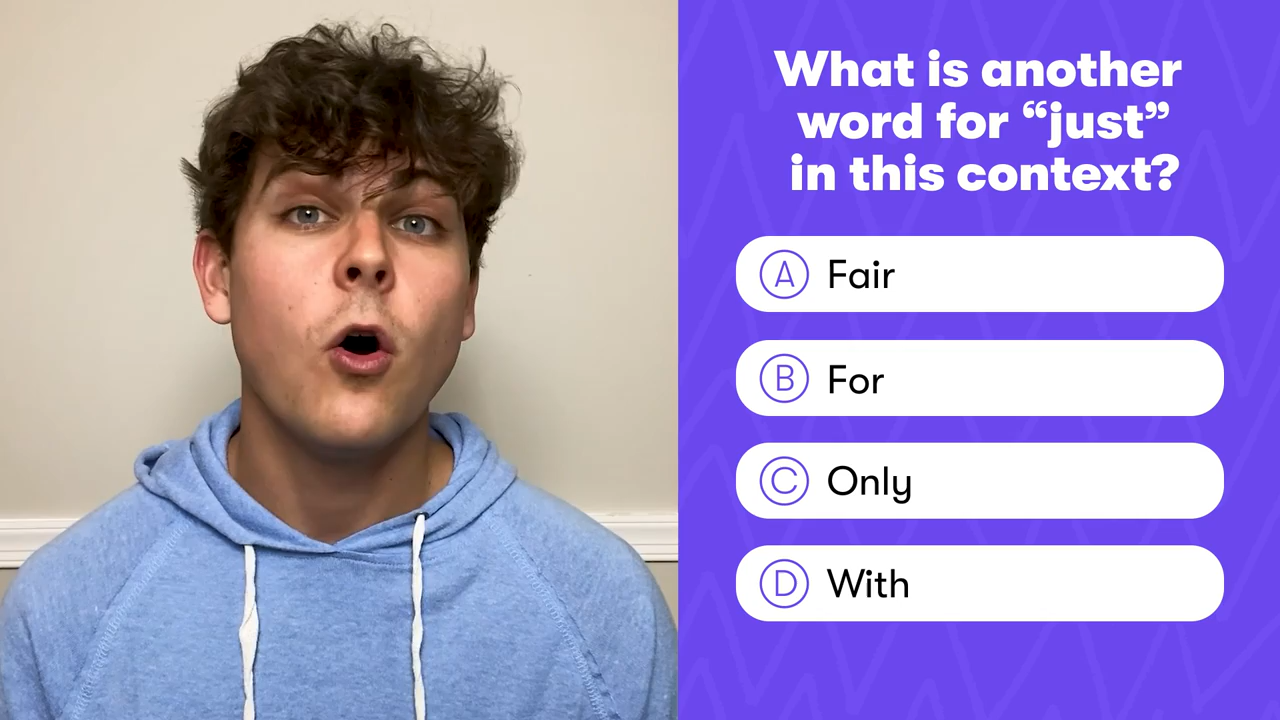 What is another
word for “just”
in this context?
A Fair
B For
C Only
D With